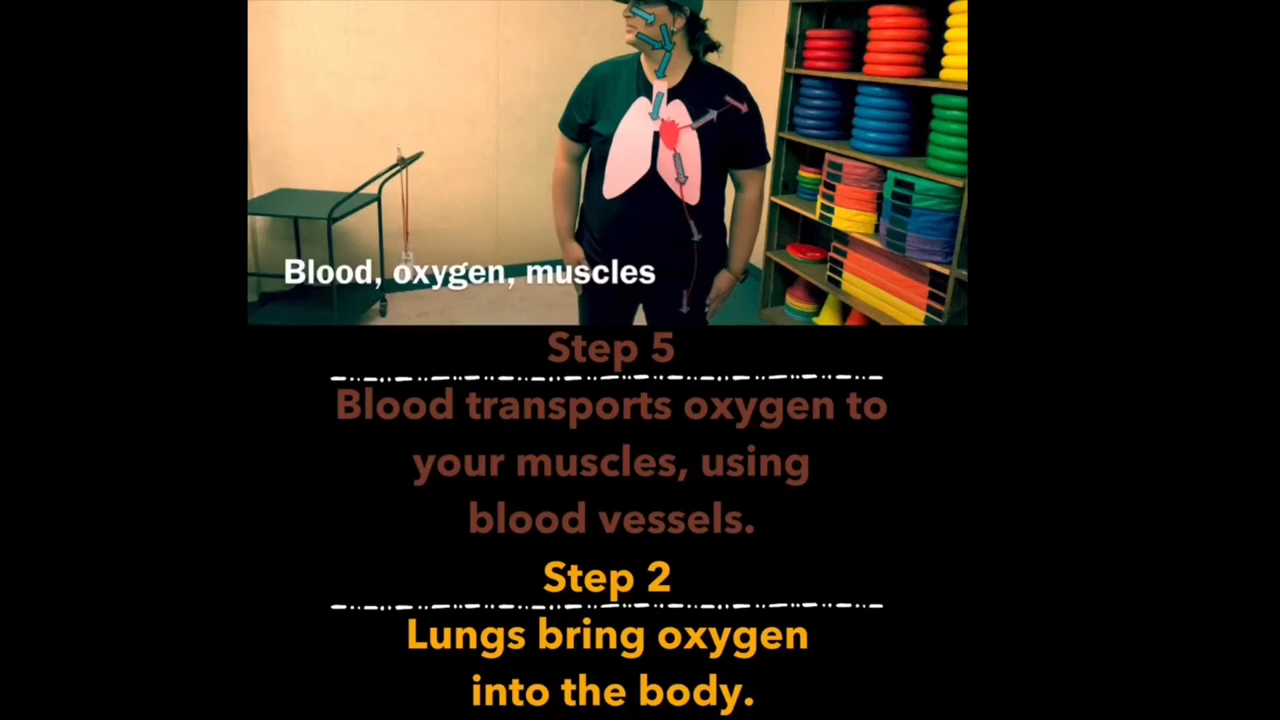 Blood, oxygen, muscles
Step 5
Blood transports oxygen to
your muscles, using
blood vessels.
Step 2
Lungs bring oxygen
into the body.